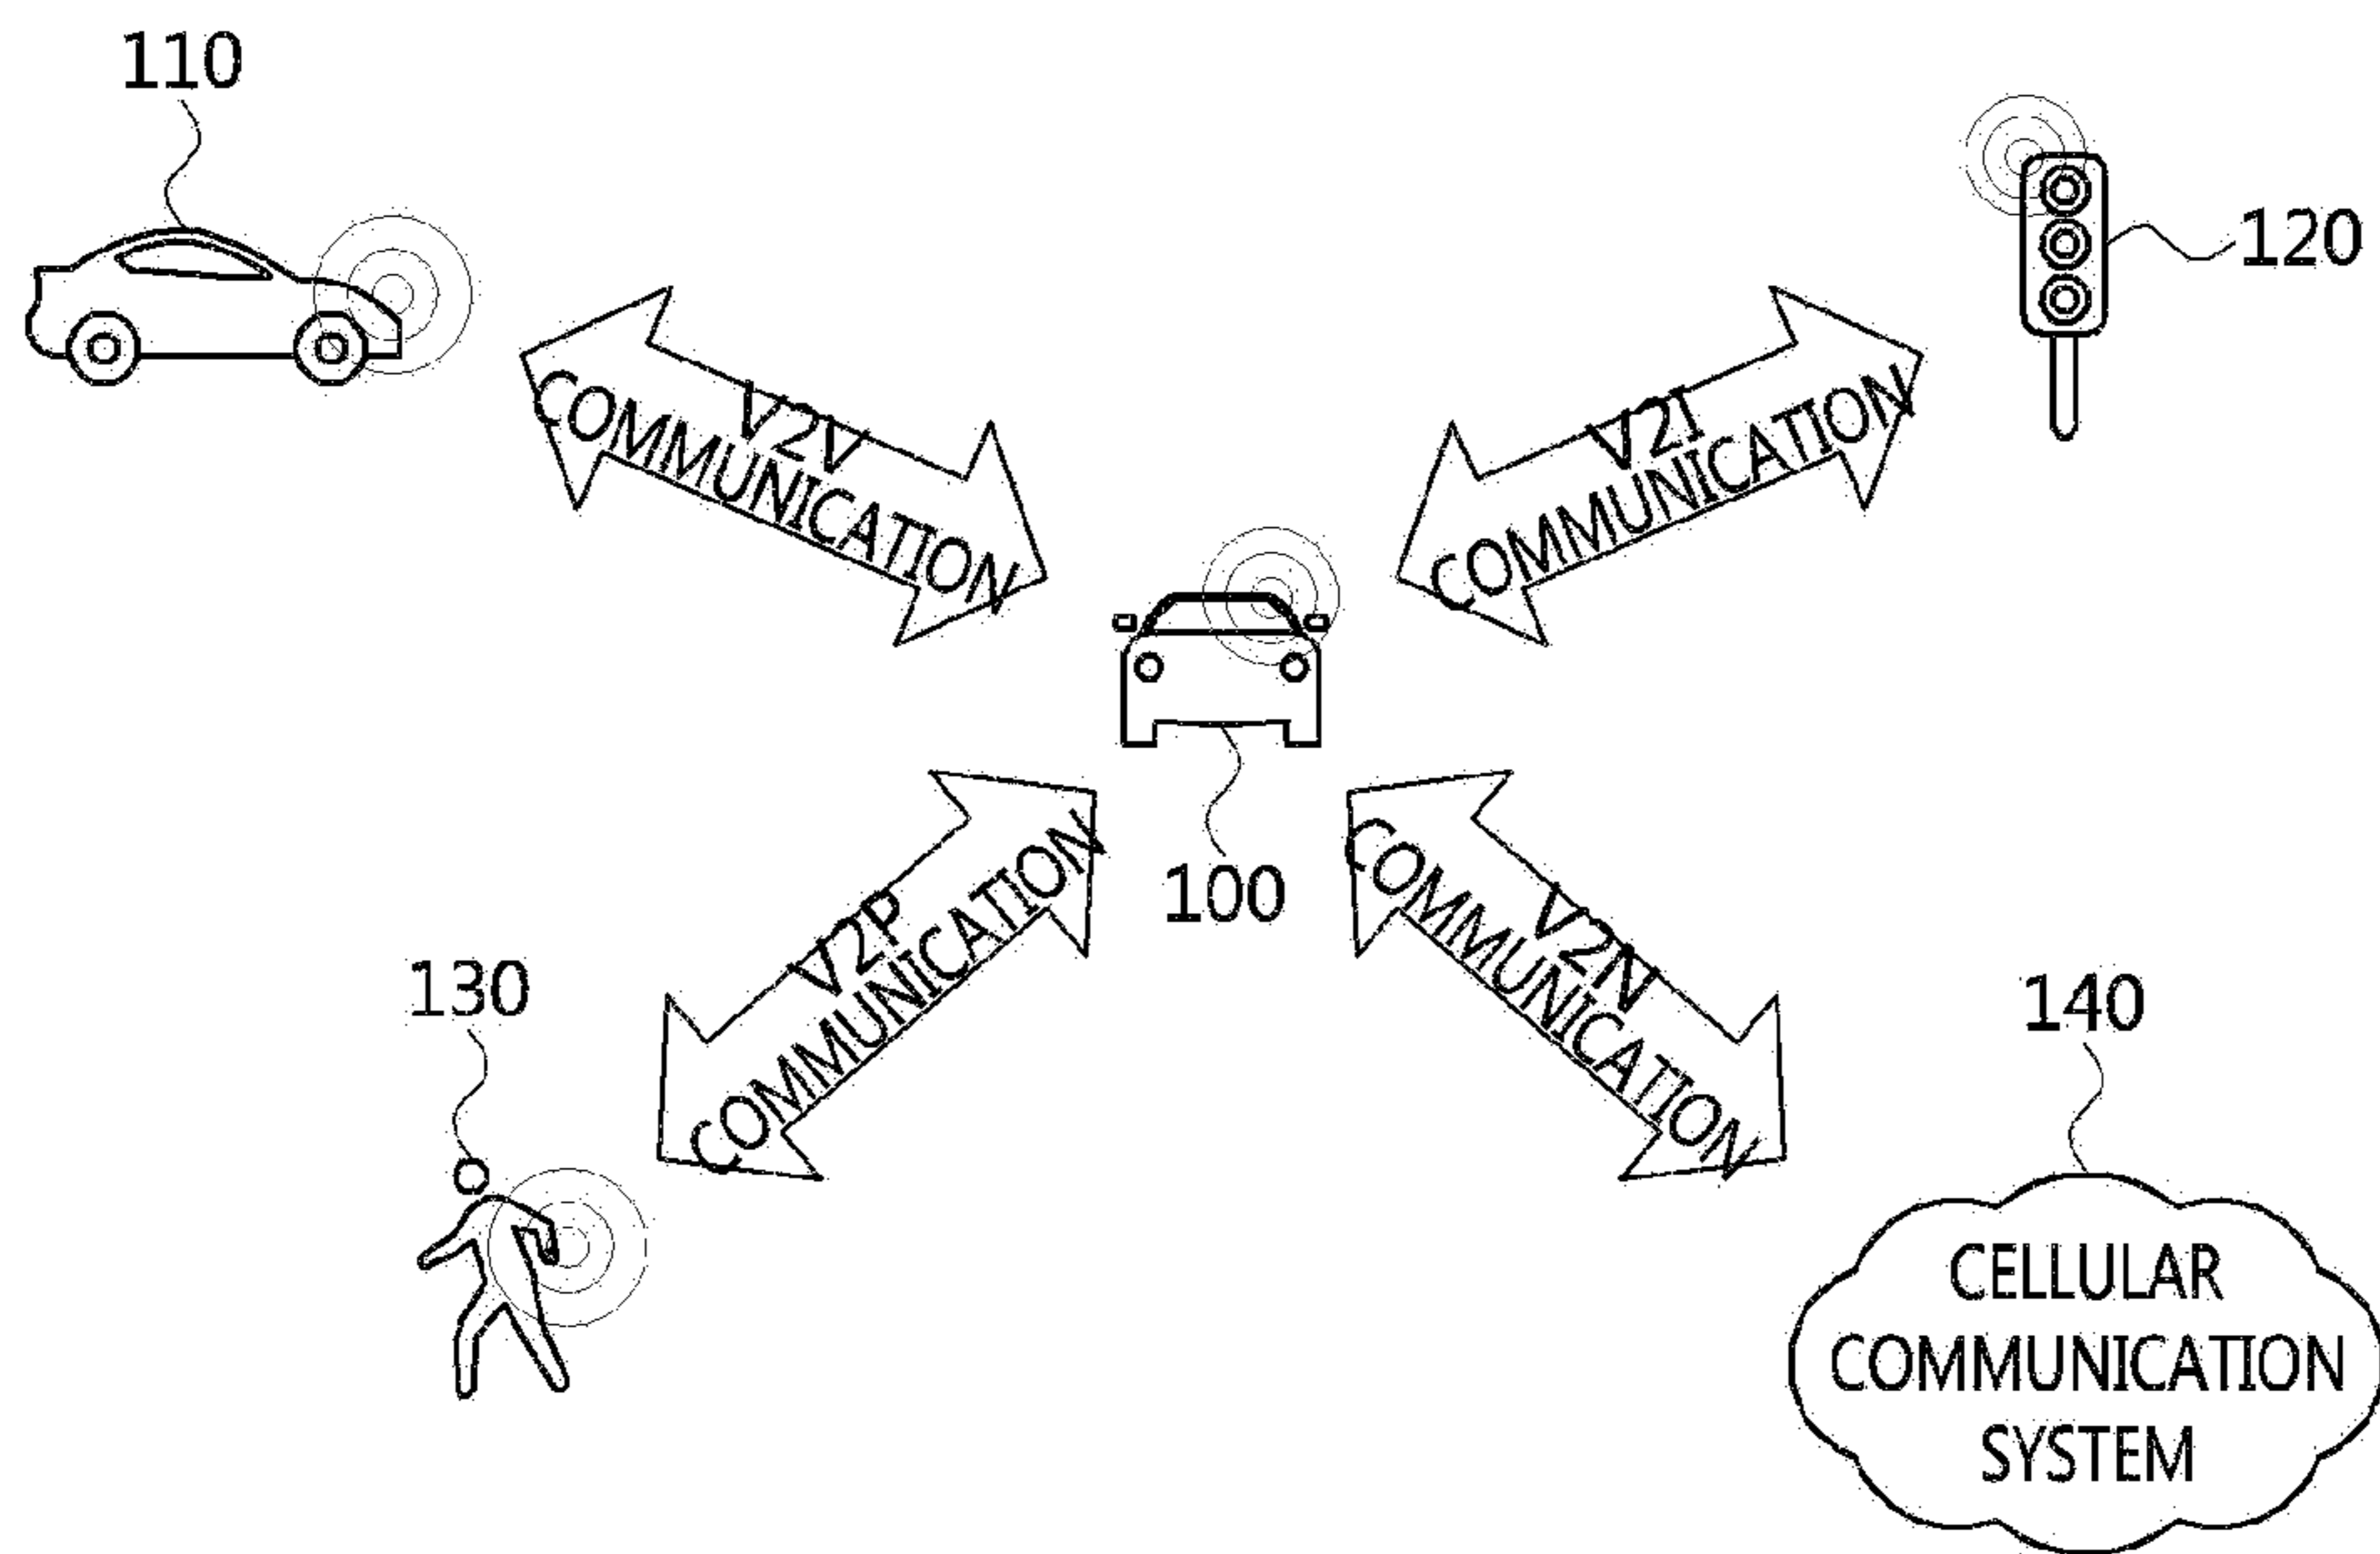 110
120
V2V
COMMUNICATION
V2I
COMMUNICATION
100
V2P
COMMUNICATION
V2N
COMMUNICATION
130
140
CELLULAR
COMMUNICATION
SYSTEM